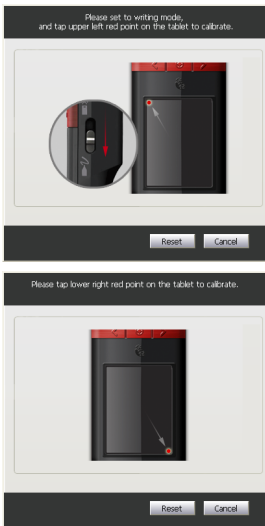 Please set to writing mode,
and tap upper left red point on the tablet to calibrate.
Reset Cancel
Please tap lower right red point on the tablet to calibrate.
Reset Cancel